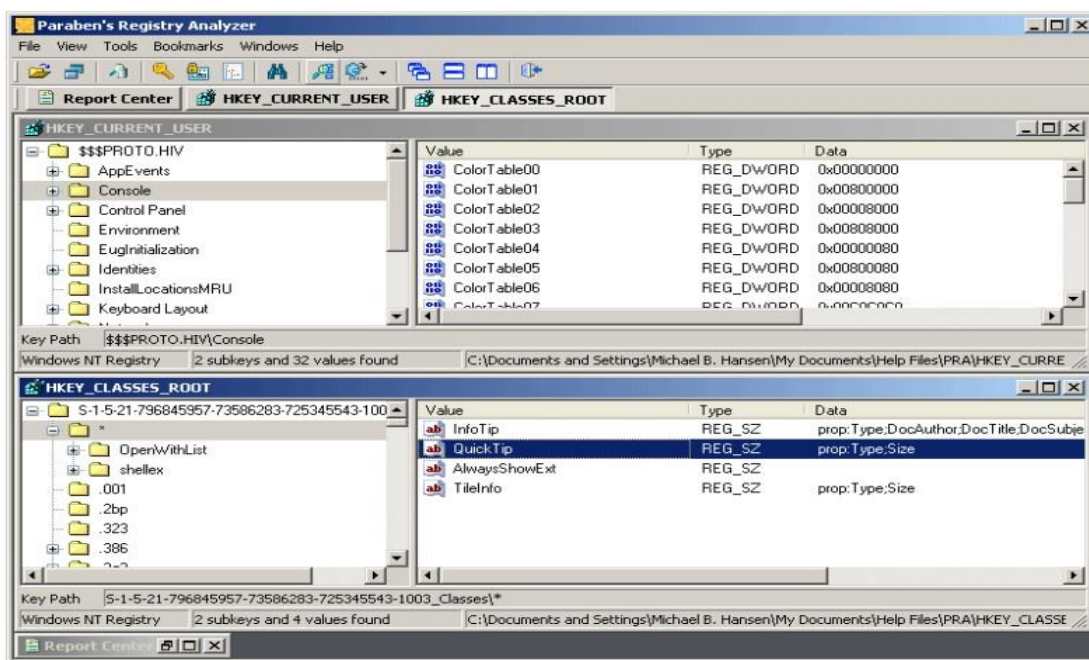 Paraben's Registry Analyzer
File View Tools Bookmarks Windows Help
Report Center HKEY_CURRENT_USER HKEY_CLASSES_ROOT
HKEY_CURRENT_USER
$$$PROTO.HIV
AppEvents
Console
Control Panel
Environment
EugInitialization
Identities
InstallLocationsMRU
Keyboard Layout
Value Type Data
ColorTable00 REG_DWORD 0x00000000
ColorTable01 REG_DWORD 0x00800000
ColorTable02 REG_DWORD 0x00008000
ColorTable03 REG_DWORD 0x00808000
ColorTable04 REG_DWORD 0x00000080
ColorTable05 REG_DWORD 0x00800080
ColorTable06 REG_DWORD 0x00008080
ColorTable07 REG_DWORD 0x00C0C0C0
Key Path $$$PROTO.HIV\Console
Windows NT Registry 2 subkeys and 32 values found C:\Documents and Settings\Michael B. Hansen\My Documents\Help Files\PRA\HKEY_CURRE
HKEY_CLASSES_ROOT
S-1-5-21-796845957-73586283-725345543-100
*
OpenWithList
shellex
.001
.2bp
.323
.386
Value Type Data
InfoTip REG_SZ prop:Type;DocAuthor;DocTitle;DocSubje
QuickTip REG_SZ prop:Type;Size
AlwaysShowExt REG_SZ
TileInfo REG_SZ prop:Type;Size
Key Path S-1-5-21-796845957-73586283-725345543-1003_Classes\*
Windows NT Registry 2 subkeys and 4 values found C:\Documents and Settings\Michael B. Hansen\My Documents\Help Files\PRA\HKEY_CLASSE
Report Center